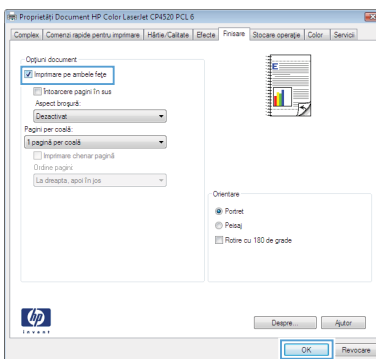 Proprietăți Document HP Color LaserJet CP4520 PCL 6
Complex
Comenzi rapide pentru imprimare
Hârtie/Calitate
Efecte
Finisare
Stocare operație
Color
Servicii
Opțiuni document
Imprimare pe ambele fețe
Întoarcere pagini în sus
Aspect broșură:
Dezactivat
Pagini per coală:
1 pagină per coală
Imprimare chenar pagină
Ordine pagini:
La dreapta, apoi în jos
E
Orientare
Portret
Peisaj
Rotire cu 180 de grade
hp
invent
Despre...
Ajutor
OK
Revocare